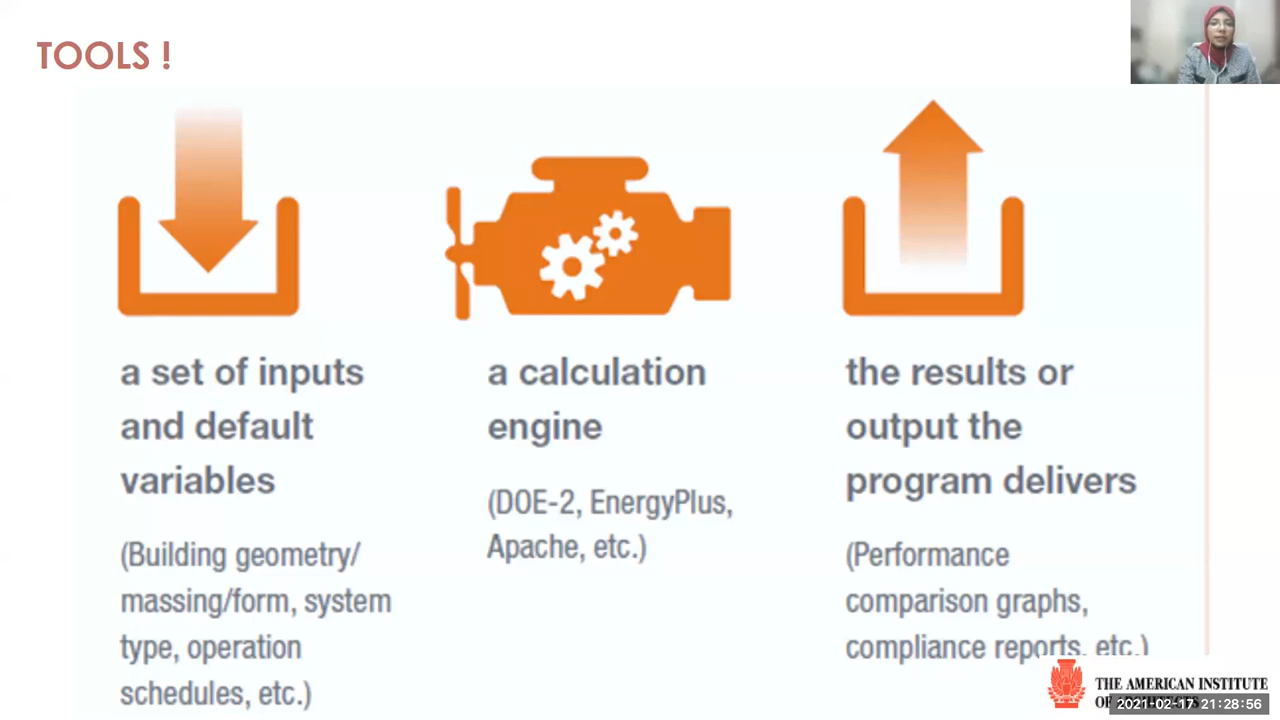 TOOLS !
a set of inputs
and default
variables
(Building geometry/
massing/form, system
type, operation
schedules, etc.)
a calculation
engine
(DOE-2, EnergyPlus,
Apache, etc.)
the results or
output the
program delivers
(Performance
comparison graphs,
compliance reports, etc.)
THE AMERICAN INSTITUTE
OF ARCHITECTS
2021-02-17 21:28:56